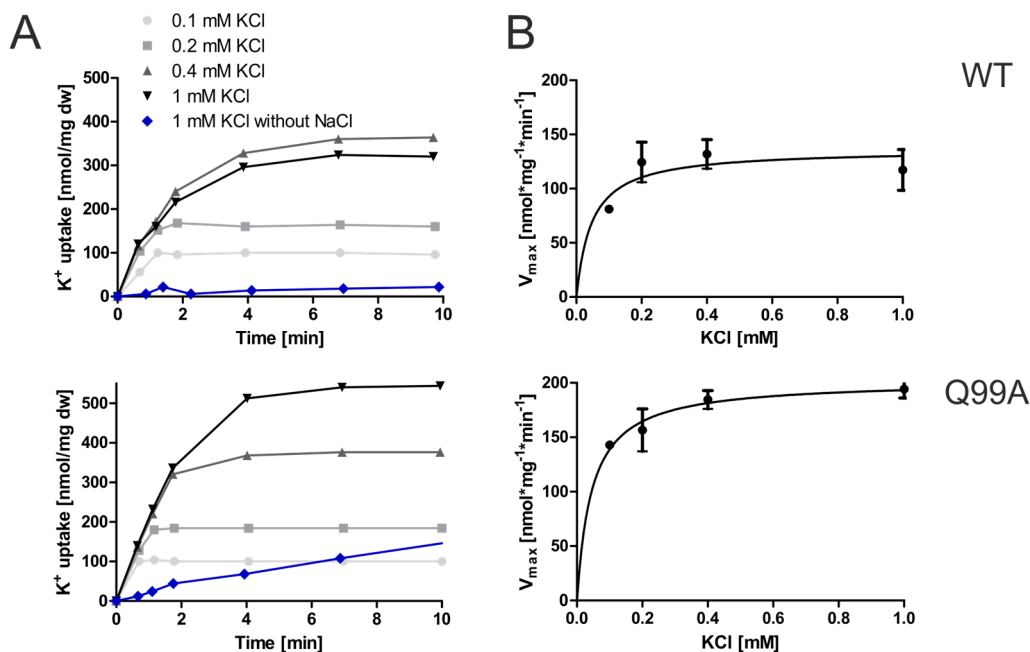 A
0.1 mM KCl
0.2 mM KCl
0.4 mM KCl
1 mM KCl
1 mM KCl without NaCl
K⁺ uptake [nmol/mg dw]
500
400
300
200
100
0
0 2 4 6 8 10
Time [min]
B
WT
Vmax [nmol*mg⁻¹*min⁻¹]
200
150
100
50
0
0.0 0.2 0.4 0.6 0.8 1.0
KCl [mM]
K⁺ uptake [nmol/mg dw]
500
400
300
200
100
0
0 2 4 6 8 10
Time [min]
Q99A
Vmax [nmol*mg⁻¹*min⁻¹]
200
150
100
50
0
0.0 0.2 0.4 0.6 0.8 1.0
KCl [mM]